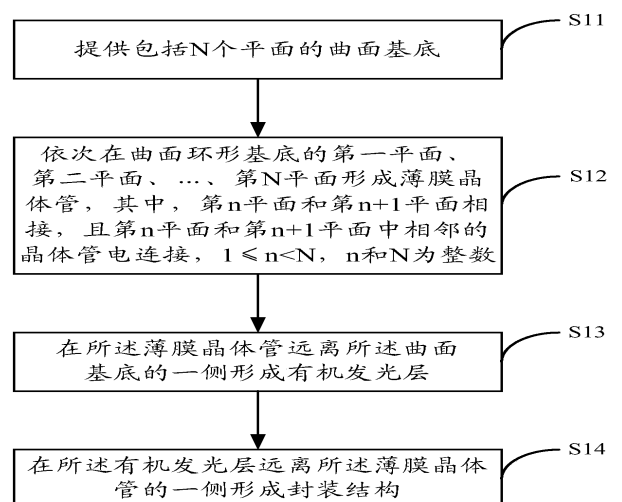 S11
提供包括N个平面的曲面基底
依次在曲面环形基底的第一平面、
第二平面、...、第N平面形成薄膜晶
体管，其中，第n平面和第n+1平面相
接，且第n平面和第n+1平面中相邻的
晶体管电连接，1≤n<N，n和N为整数
S12
在所述薄膜晶体管远离所述曲面
基底的一侧形成有机发光层
S13
在所述有机发光层远离所述薄膜晶体
管的一侧形成封装结构
S14